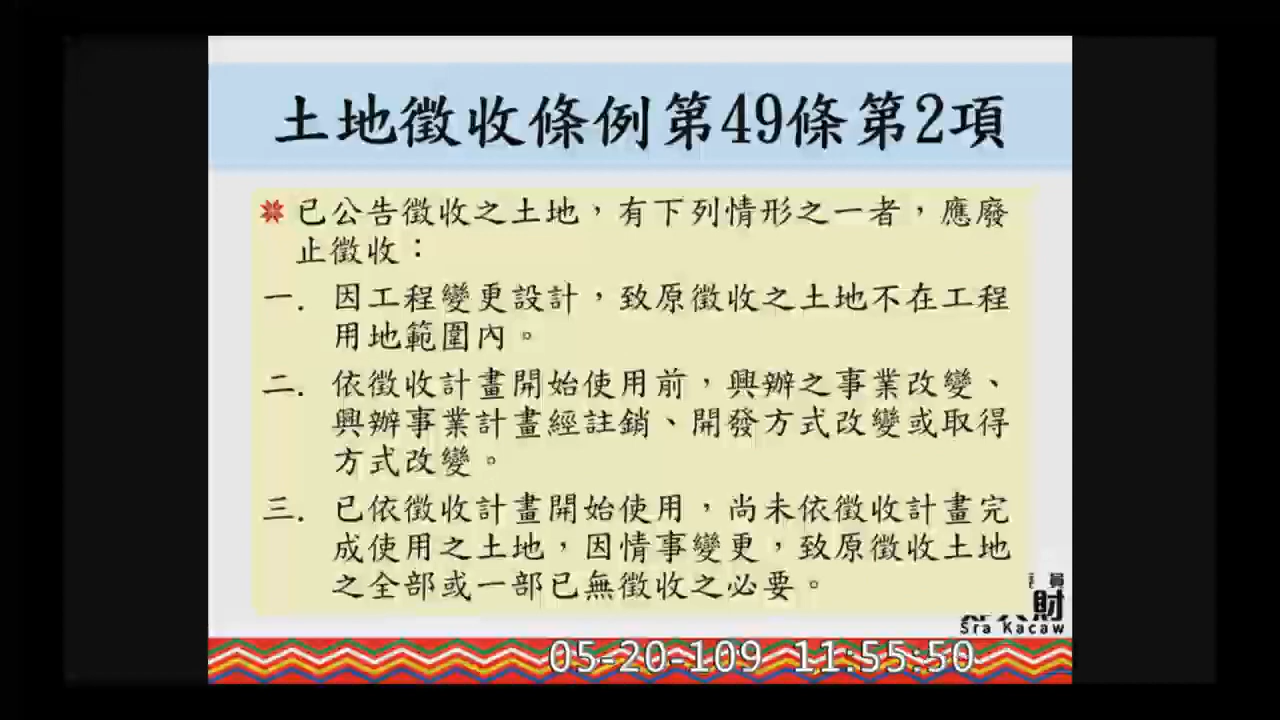 土地徵收條例第49條第2項
已公告徵收之土地，有下列情形之一者，應廢
止徵收：
一. 因工程變更設計，致原徵收之土地不在工程
用地範圍內。
二. 依徵收計畫開始使用前，興辦之事業改變、
興辦事業計畫經註銷、開發方式改變或取得
方式改變。
三. 已依徵收計畫開始使用，尚未依徵收計畫完
成使用之土地，因情事變更，致原徵收土地
之全部或一部已無徵收之必要。
員
財
Sra Kacaw
05-20-109 11:55:50